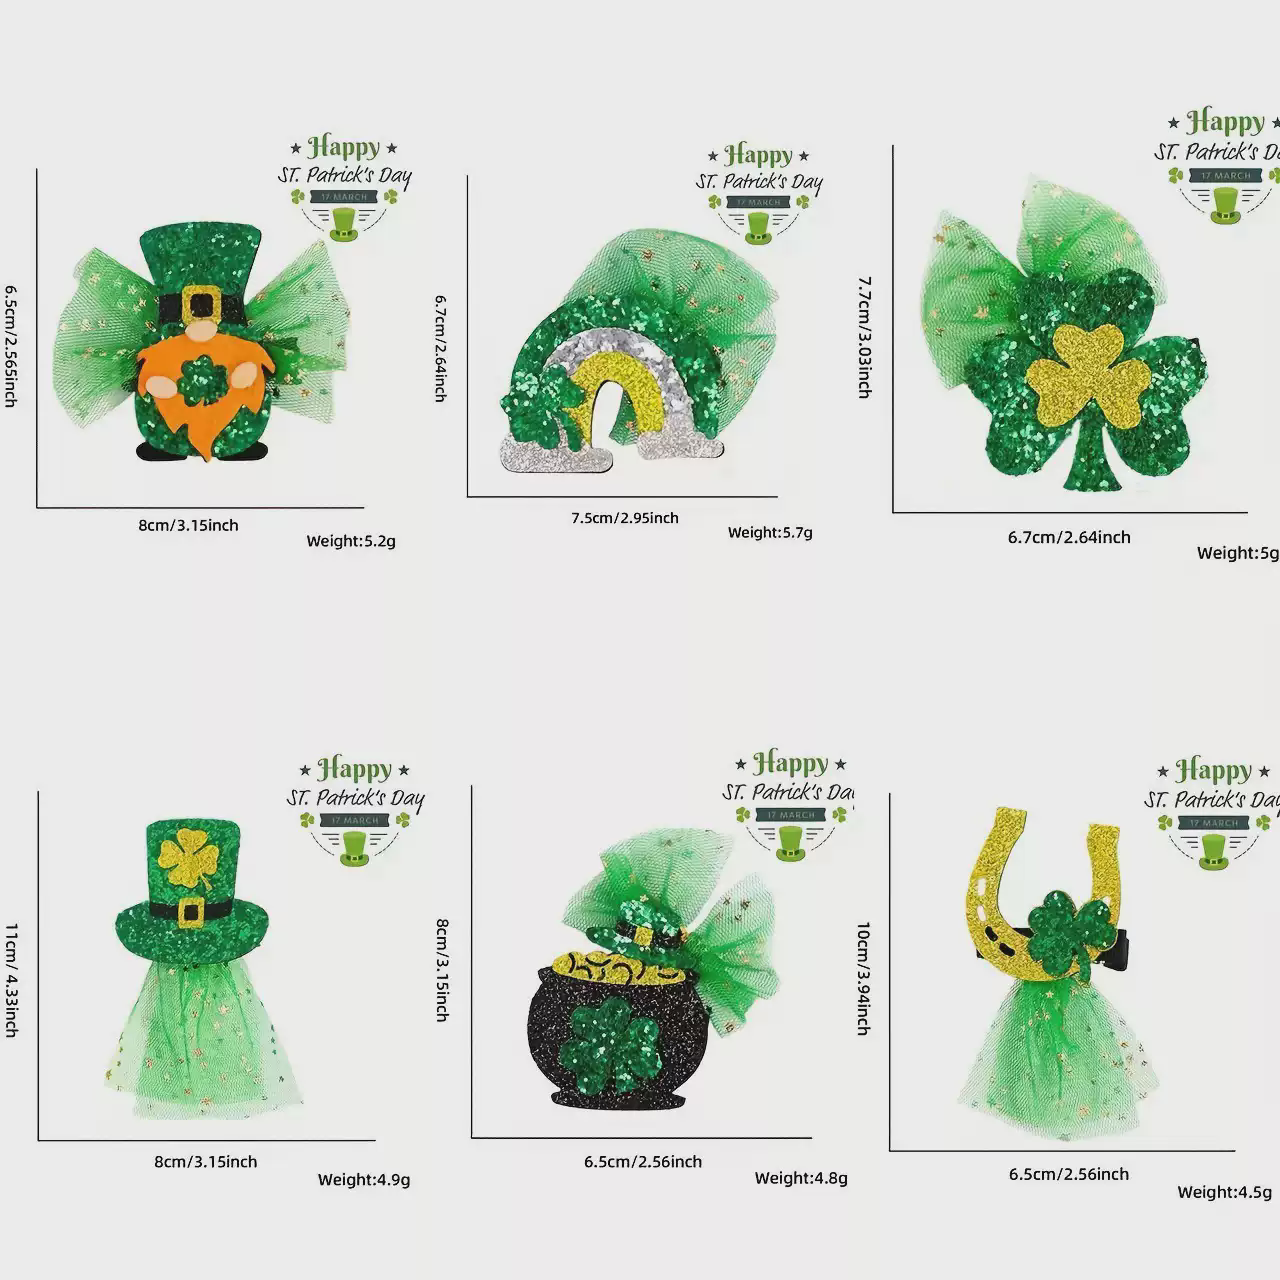 Happy
ST. Patrick's Day
17 MARCH
6.5cm/2.565inch
8cm/3.15inch
Weight:5.2g
Happy
ST. Patrick's Day
17 MARCH
6.7cm/2.64inch
7.5cm/2.95inch
Weight:5.7g
Happy
ST. Patrick's Da
17 MARCH
7.7cm/3.03inch
6.7cm/2.64inch
Weight:5g
Happy
ST. Patrick's Day
17 MARCH
11cm/ 4.33inch
8cm/3.15inch
Weight:4.9g
Happy
ST. Patrick's Da
17 MARCH
8cm/3.15inch
6.5cm/2.56inch
Weight:4.8g
Happy
ST. Patrick's Day
17 MARCH
10cm/3.94inch
6.5cm/2.56inch
Weight:4.5g